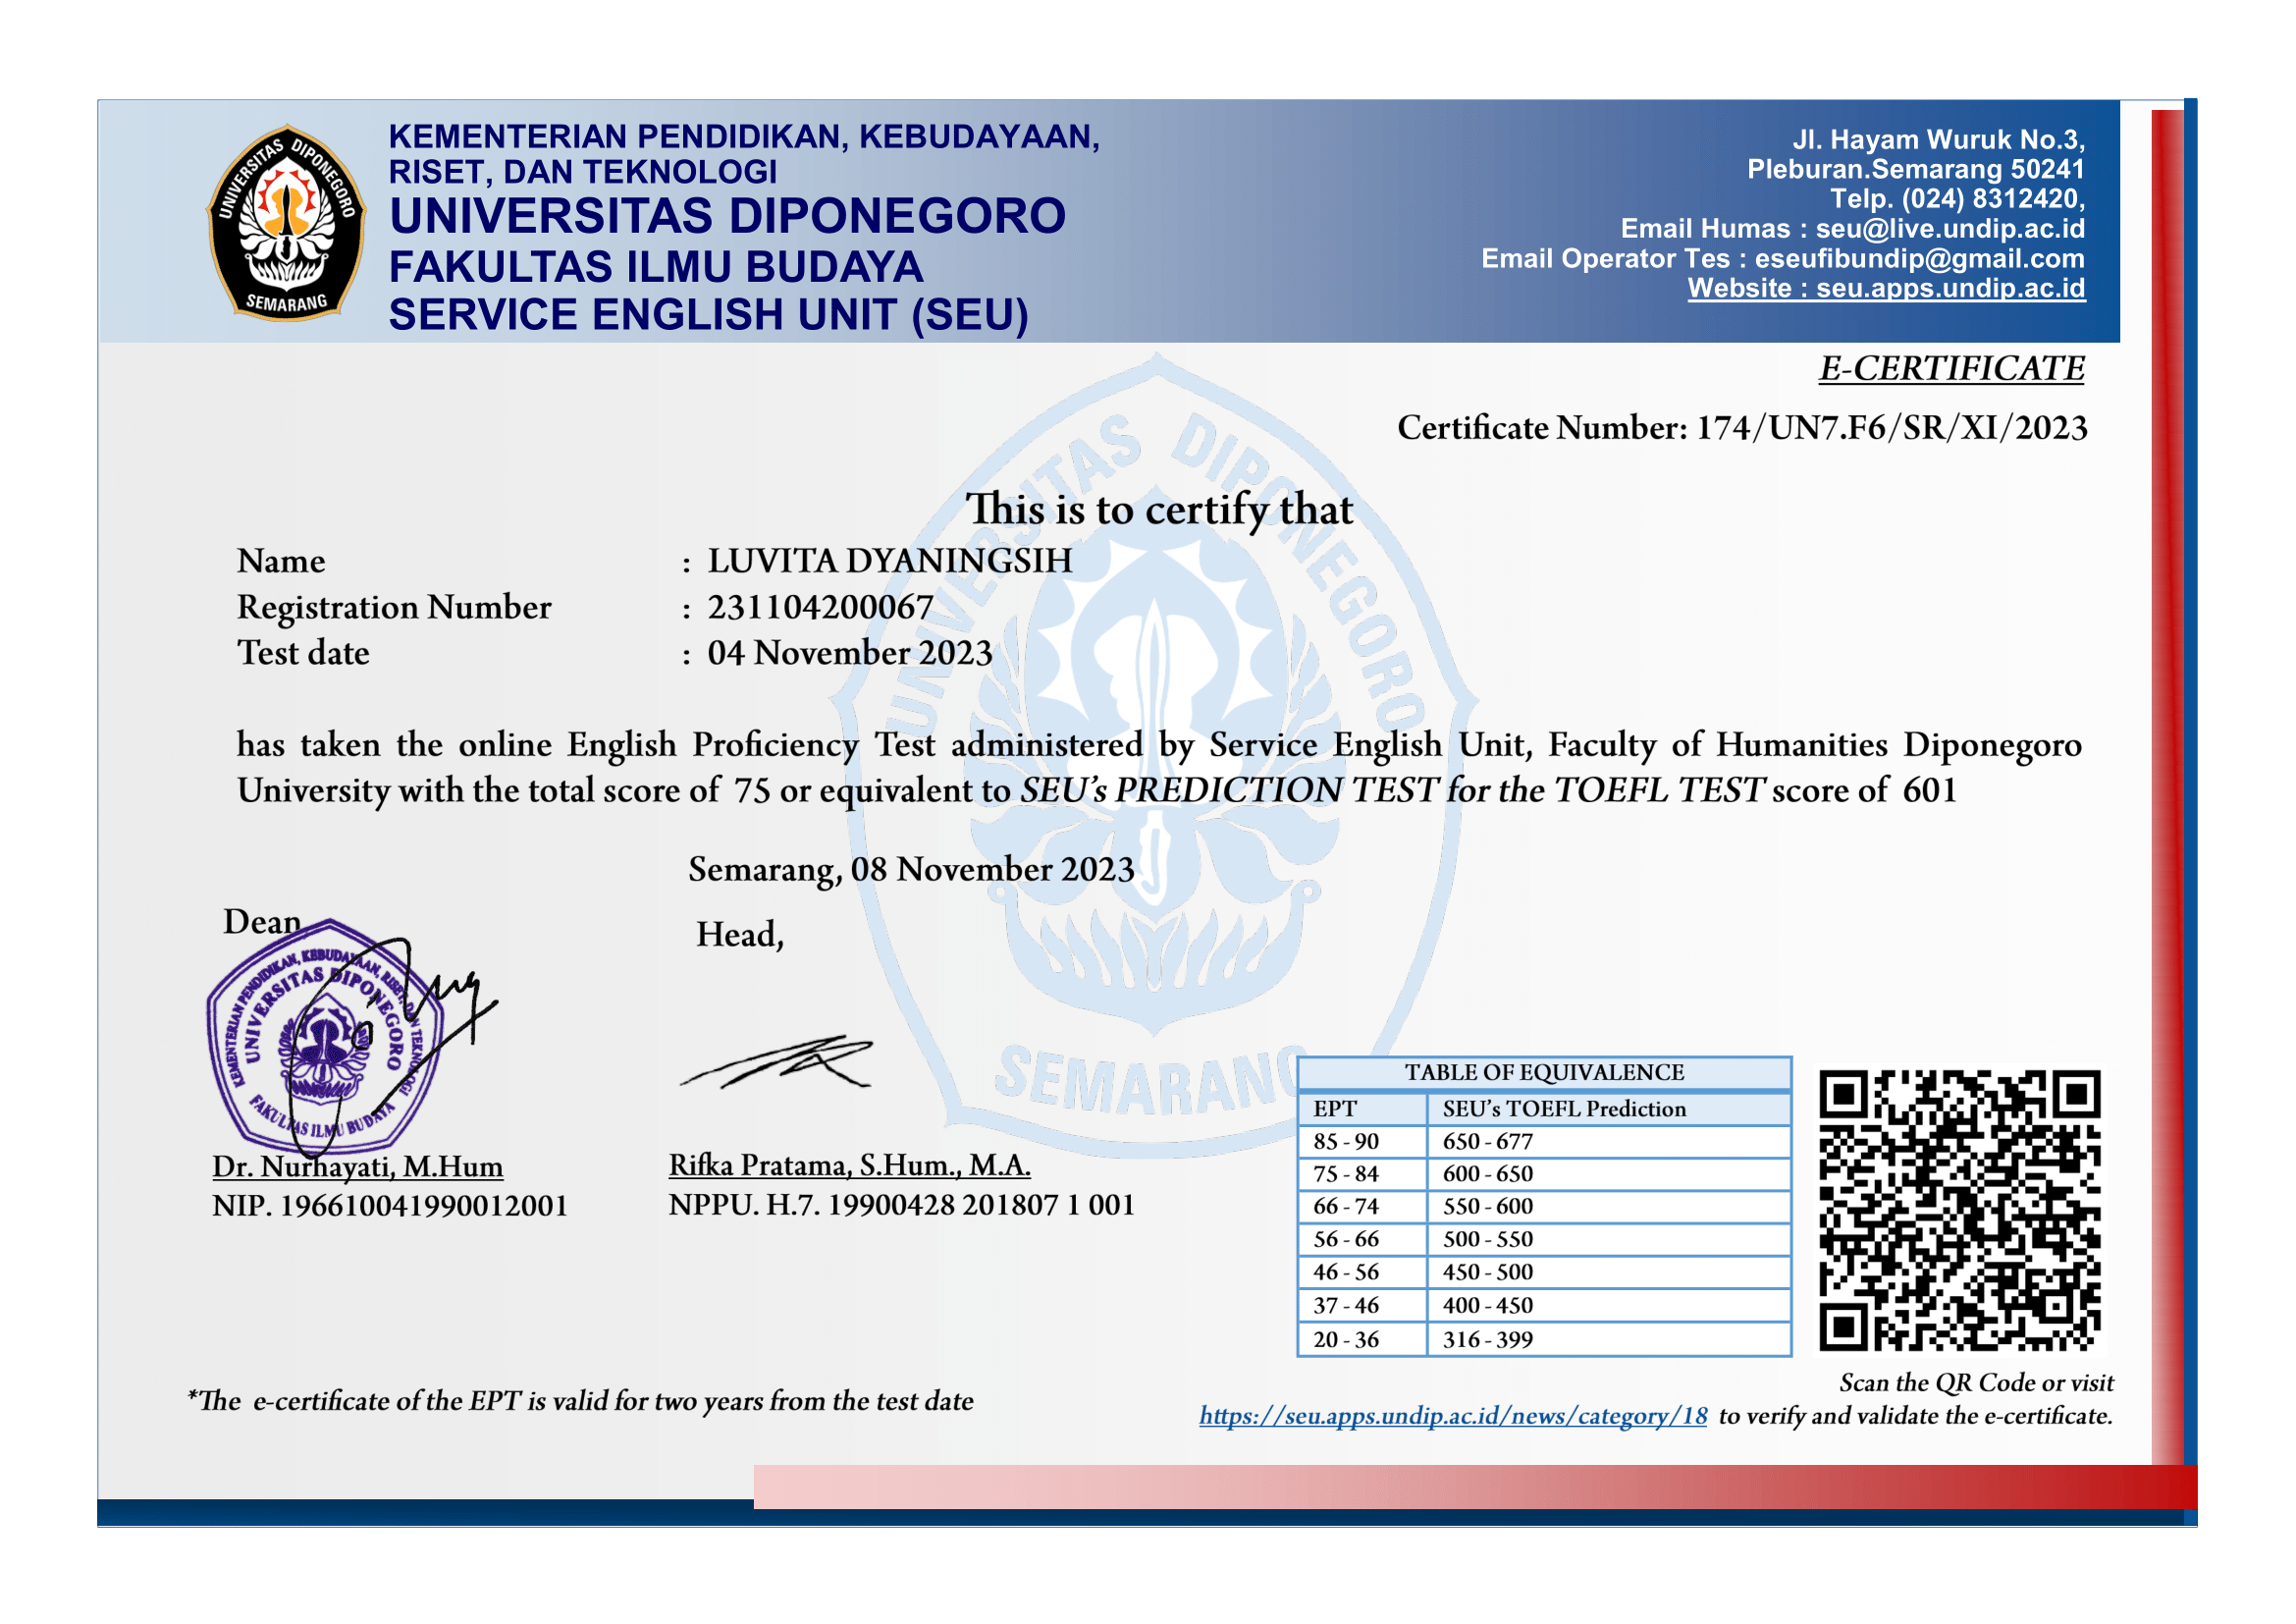 UNIVERSITAS DIPONEGORO
SEMARANG
KEMENTERIAN PENDIDIKAN, KEBUDAYAAN,
RISET, DAN TEKNOLOGI
UNIVERSITAS DIPONEGORO
FAKULTAS ILMU BUDAYA
SERVICE ENGLISH UNIT (SEU)
Jl. Hayam Wuruk No.3,
Pleburan.Semarang 50241
Telp. (024) 8312420,
Email Humas : seu@live.undip.ac.id
Email Operator Tes : eseufibundip@gmail.com
Website : seu.apps.undip.ac.id
E-CERTIFICATE
Certificate Number: 174/UN7.F6/SR/XI/2023
UNIVERSITAS DIPONEGORO
SEMARANG
This is to certify that
Name : LUVITA DYANINGSIH
Registration Number : 231104200067
Test date : 04 November 2023
has taken the online English Proficiency Test administered by Service English Unit, Faculty of Humanities Diponegoro
University with the total score of 75 or equivalent to SEU's PREDICTION TEST for the TOEFL TEST score of 601
Semarang, 08 November 2023
Dean
Head,
KEMENTERIAN PENDIDIKAN, KEBUDAYAAN, RISET, DAN TEKNOLOGI
UNIVERSITAS DIPONEGORO
FAKULTAS ILMU BUDAYA
Dr. Nurhayati, M.Hum
NIP. 196610041990012001
Rifka Pratama, S.Hum., M.A.
NPPU. H.7. 19900428 201807 1 001
TABLE OF EQUIVALENCE
EPT SEU's TOEFL Prediction
85 - 90 650 - 677
75 - 84 600 - 650
66 - 74 550 - 600
56 - 66 500 - 550
46 - 56 450 - 500
37 - 46 400 - 450
20 - 36 316 - 399
*The e-certificate of the EPT is valid for two years from the test date
Scan the QR Code or visit
https://seu.apps.undip.ac.id/news/category/18 to verify and validate the e-certificate.